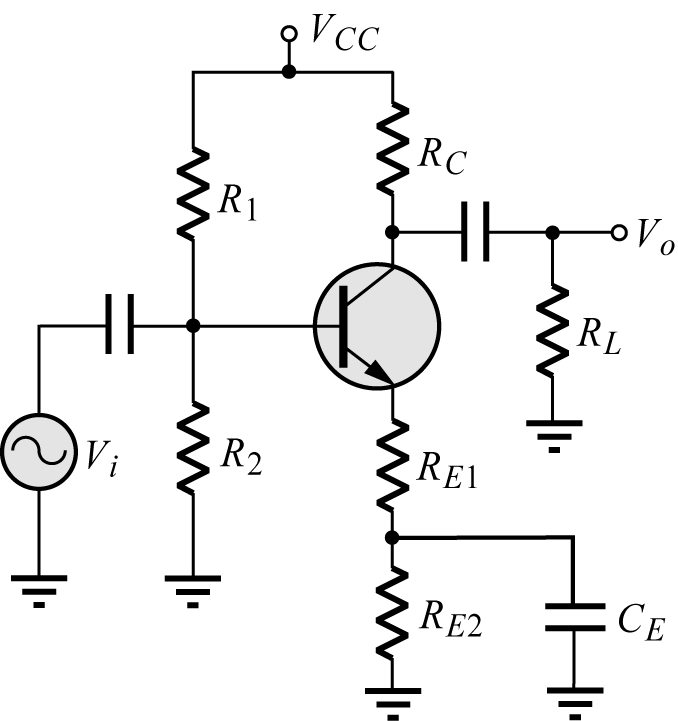 V_CC
R_C
R_1
V_o
R_L
V_i
R_2
R_E1
R_E2
C_E